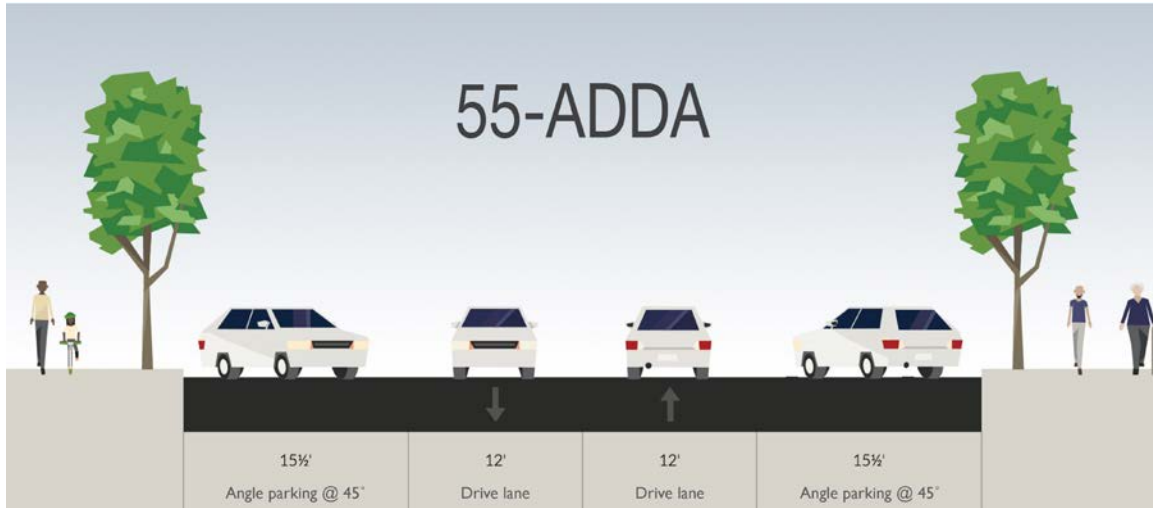 55-ADDA
15½' 12' 12' 15½'
Angle parking @ 45° Drive lane Drive lane Angle parking @ 45°